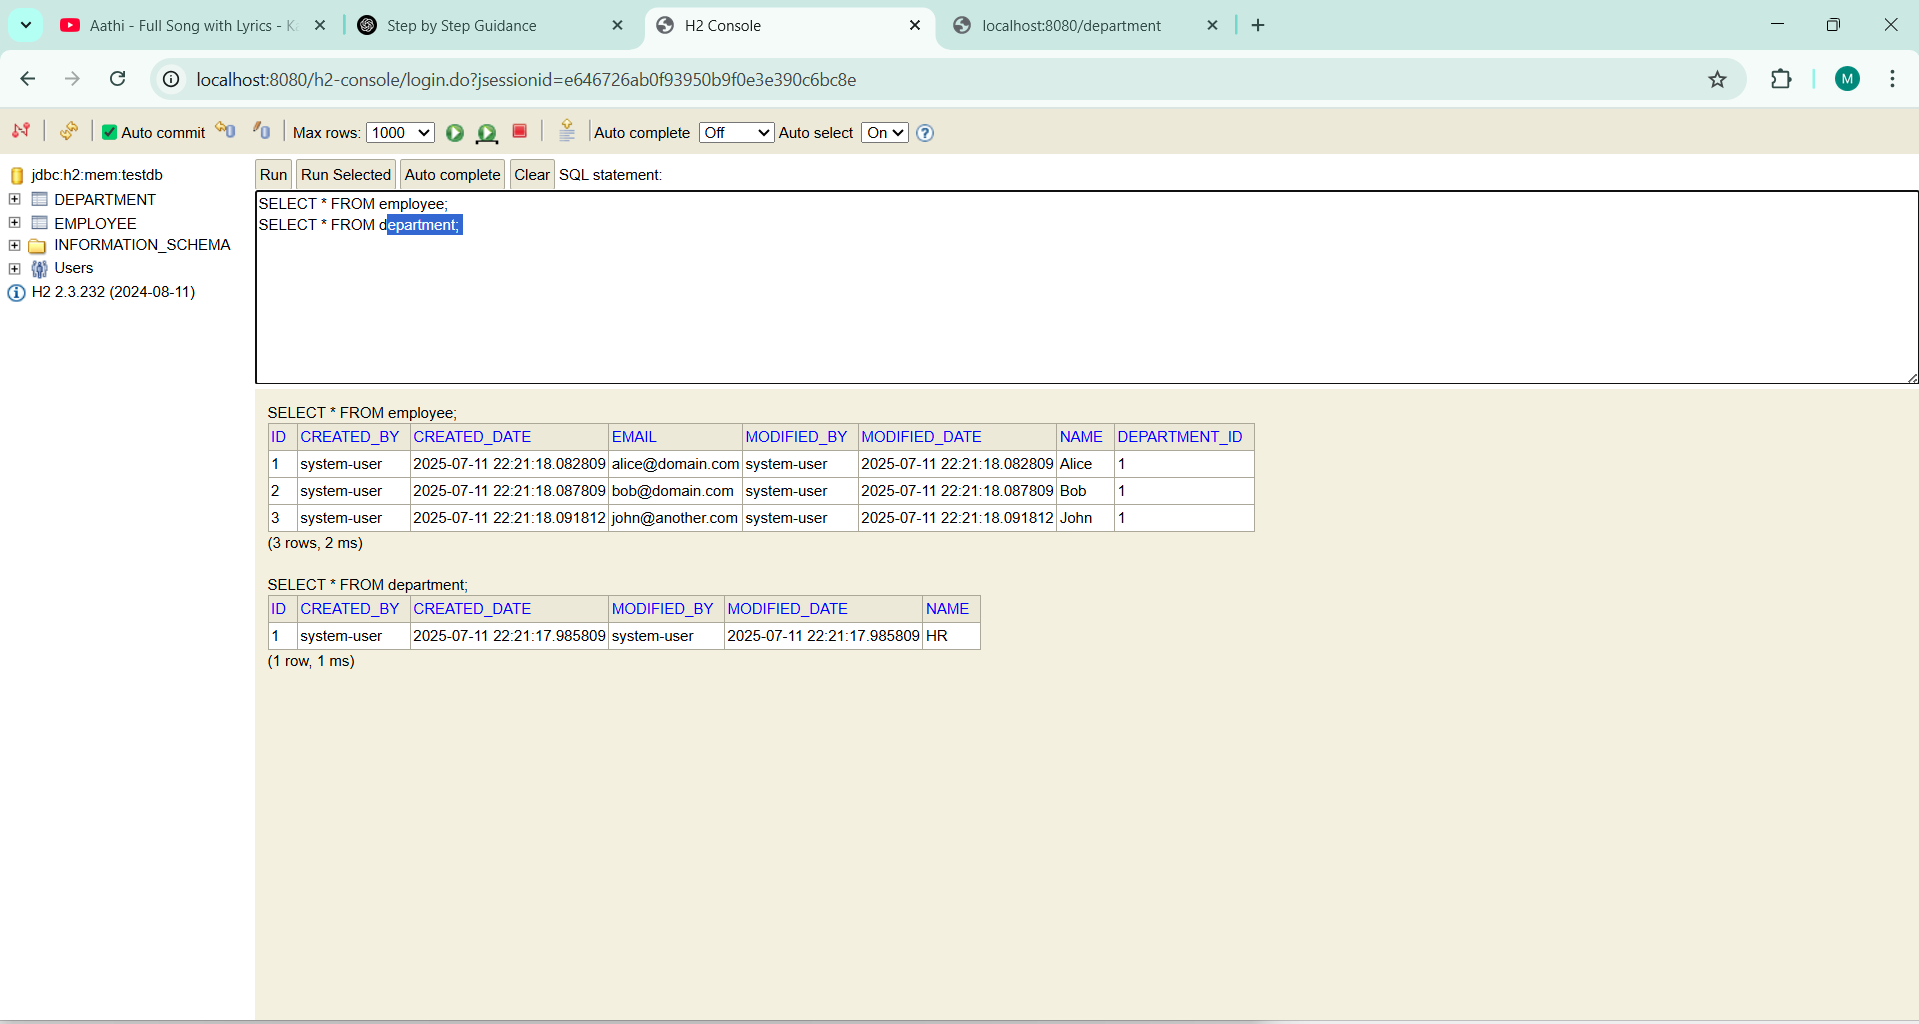 Aathi - Full Song with Lyrics - Ka
Step by Step Guidance
H2 Console
localhost:8080/department
localhost:8080/h2-console/login.do?jsessionid=e646726ab0f93950b9f0e3e390c6bc8e
M
Auto commit Max rows: 1000 Auto complete Off Auto select On
jdbc:h2:mem:testdb
DEPARTMENT
EMPLOYEE
INFORMATION_SCHEMA
Users
H2 2.3.232 (2024-08-11)
Run Run Selected Auto complete Clear SQL statement:
SELECT * FROM employee;
SELECT * FROM department;
SELECT * FROM employee;
ID CREATED_BY CREATED_DATE EMAIL MODIFIED_BY MODIFIED_DATE NAME DEPARTMENT_ID
1 system-user 2025-07-11 22:21:18.082809 alice@domain.com system-user 2025-07-11 22:21:18.082809 Alice 1
2 system-user 2025-07-11 22:21:18.087809 bob@domain.com system-user 2025-07-11 22:21:18.087809 Bob 1
3 system-user 2025-07-11 22:21:18.091812 john@another.com system-user 2025-07-11 22:21:18.091812 John 1
(3 rows, 2 ms)
SELECT * FROM department;
ID CREATED_BY CREATED_DATE MODIFIED_BY MODIFIED_DATE NAME
1 system-user 2025-07-11 22:21:17.985809 system-user 2025-07-11 22:21:17.985809 HR
(1 row, 1 ms)